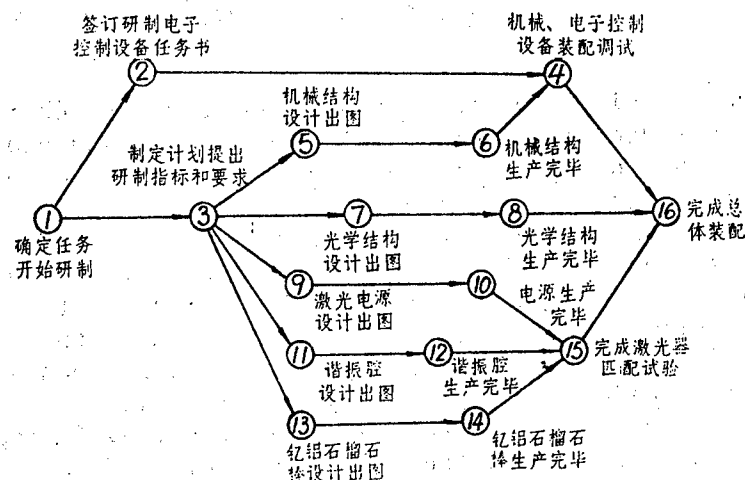 签订研制电子
控制设备任务书
②
机械、电子控制
设备装配调试
④
机械结构
设计出图
⑤
⑥
机械结构
生产完毕
制定计划提出
研制指标和要求
①
确定任务
开始研制
③
⑦
光学结构
设计出图
⑧
光学结构
生产完毕
⑯
完成总
体装配
⑨
激光电源
设计出图
⑩
电源生产
完毕
⑪
谐振腔
设计出图
⑫
谐振腔
生产完毕
⑮
完成激光器
匹配试验
⑬
钇铝石榴石
棒设计出图
⑭
钇铝石榴石
棒生产完毕